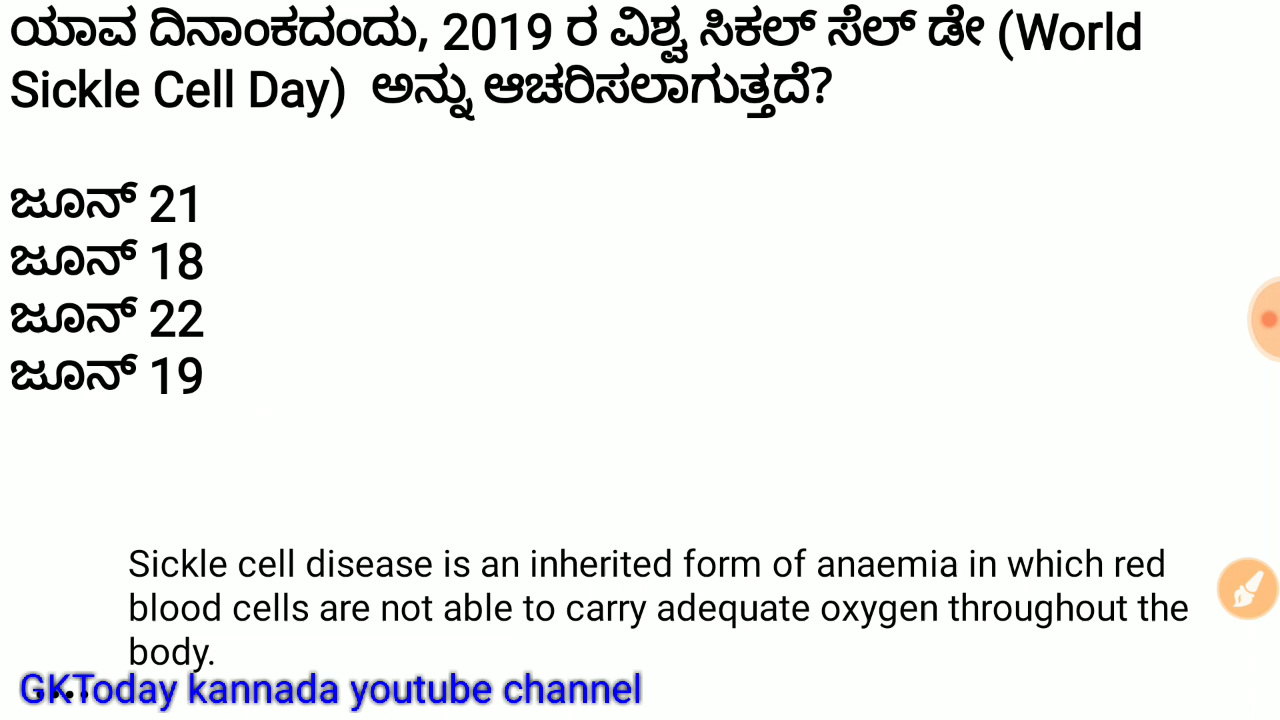 ಯಾವ ದಿನಾಂಕದಂದು, 2019 ರ ವಿಶ್ವ ಸಿಕಲ್ ಸೆಲ್ ಡೇ (World
Sickle Cell Day)  ಅನ್ನು ಆಚರಿಸಲಾಗುತ್ತದೆ?
ಜೂನ್ 21
ಜೂನ್ 18
ಜೂನ್ 22
ಜೂನ್ 19
Sickle cell disease is an inherited form of anaemia in which red
blood cells are not able to carry adequate oxygen throughout the
body.
GKToday kannada youtube channel